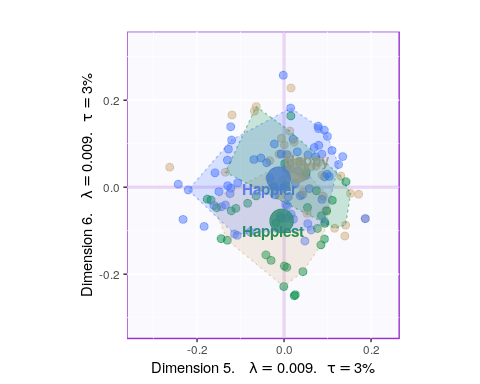 0.2
0.0
-0.2
-0.2 0.0 0.2
Happier
Happiest
Dimension 5. λ = 0.009. τ = 3%
Dimension 6. λ = 0.009. τ = 3%